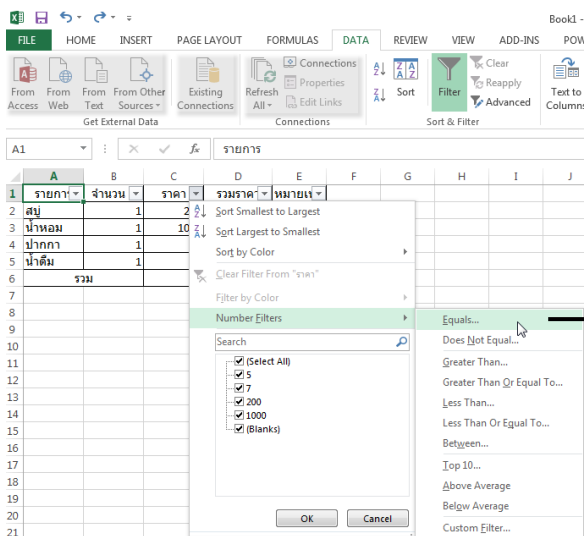 Book1 -
FILE HOME INSERT PAGE LAYOUT FORMULAS DATA REVIEW VIEW ADD-INS POW
From Access
From Web
From Text
From Other Sources
Existing Connections
Refresh All
Connections
Properties
Edit Links
Sort
Filter
Clear
Reapply
Advanced
Text to Columns
Get External Data Connections Sort & Filter
A1 fx รายการ
A B C D E F G H I J
1 รายการ จำนวน ราคา รวมราคา หมายเห
2 สบู่ 1 2
3 น้ำหอม 1 10
4 ปากกา 1
5 น้ำดื่ม 1
6 รวม
7
8
9
10
11
12
13
14
15
16
17
18
19
20
21
Sort Smallest to Largest
Sort Largest to Smallest
Sort by Color
Clear Filter From "ราคา"
Filter by Color
Number Filters
Search
(Select All)
5
7
200
1000
(Blanks)
OK Cancel
Equals...
Does Not Equal...
Greater Than...
Greater Than Or Equal To...
Less Than...
Less Than Or Equal To...
Between...
Top 10...
Above Average
Below Average
Custom Filter...